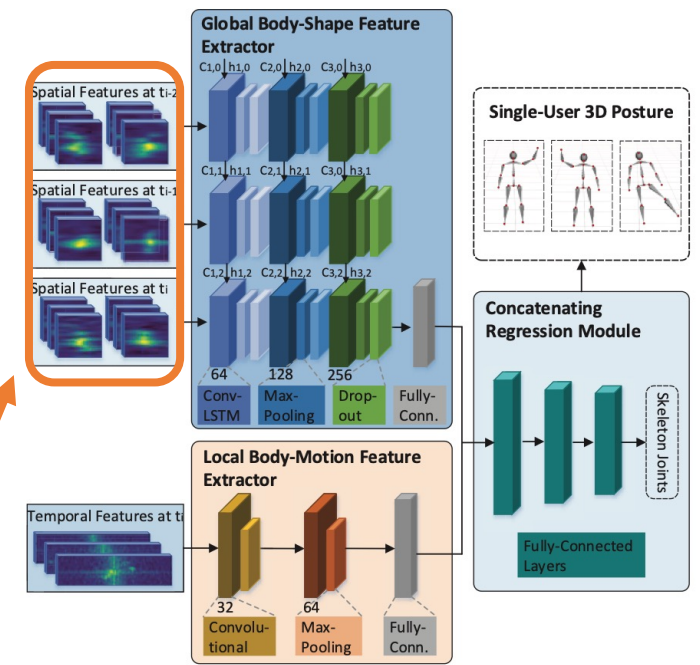 Global Body-Shape Feature
Extractor
C1,0 h1,0 C2,0 h2,0 C3,0 h3,0
Spatial Features at ti-2
C1,1 h1,1 C2,1 h2,1 C3,0 h3,1
Spatial Features at ti-1
C1,2 h1,2 C2,2 h2,2 C3,2 h3,2
Spatial Features at ti
64 128 256
Conv-
LSTM
Max-
Pooling
Drop-
out
Fully-
Conn.
Single-User 3D Posture
Concatenating
Regression Module
Skeleton Joints
Fully-Connected
Layers
Local Body-Motion Feature
Extractor
Temporal Features at ti
32 64
Convolu-
tional
Max-
Pooling
Fully-
Conn.